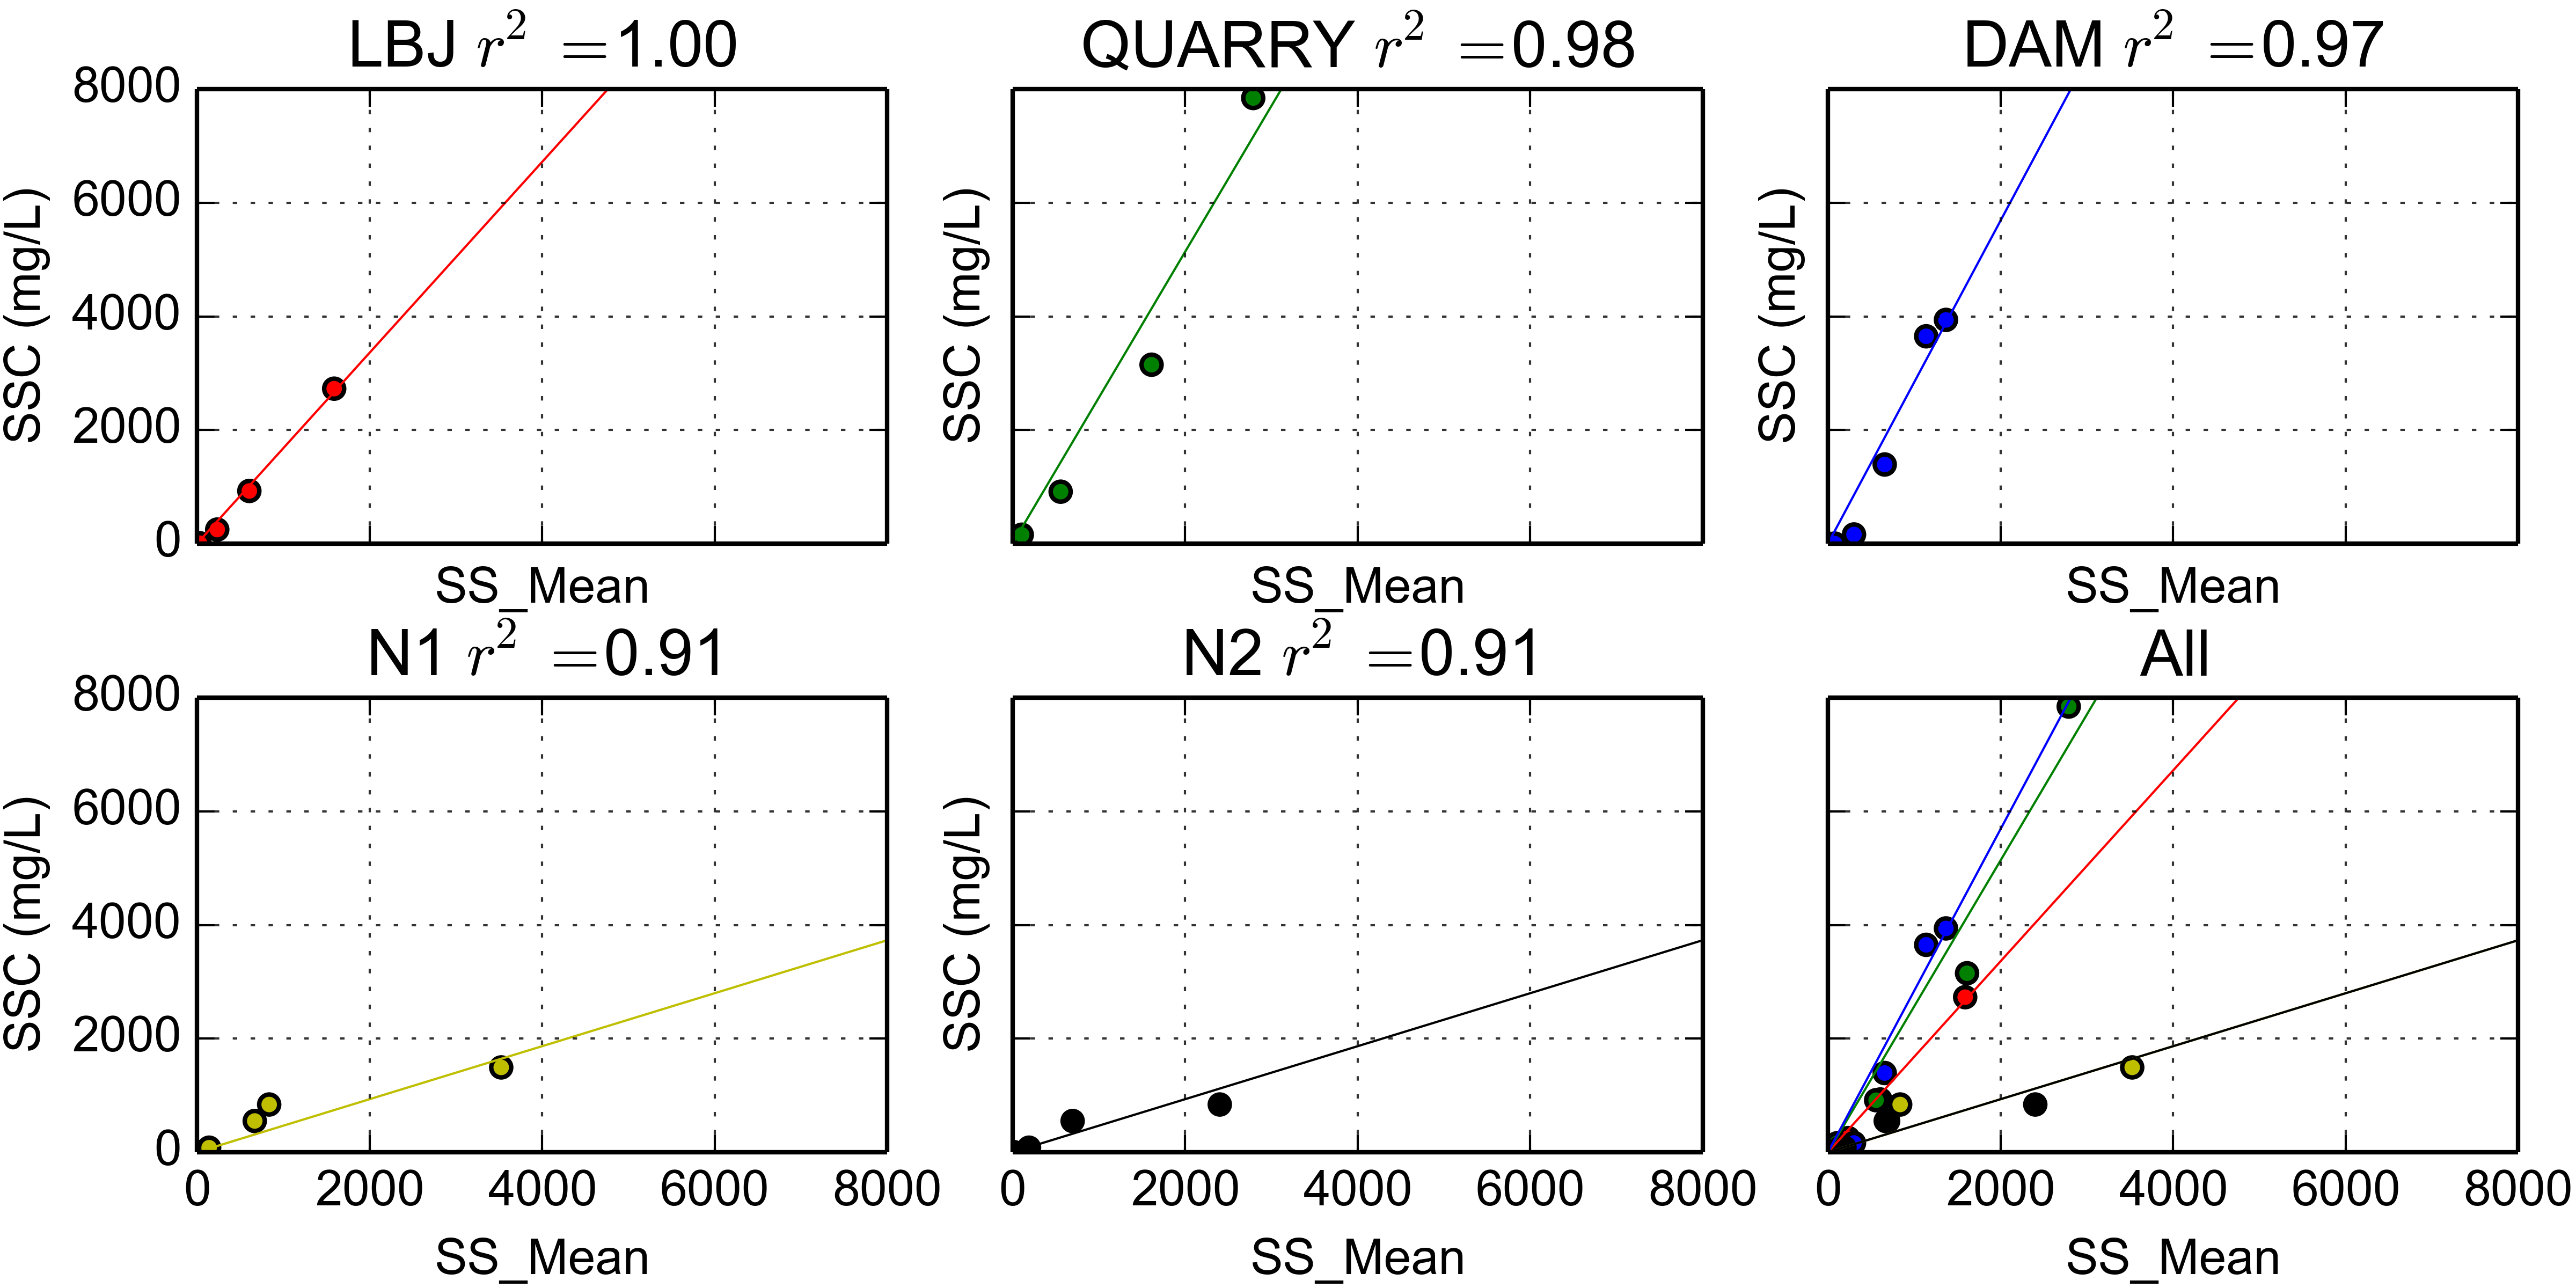 LBJ r² =1.00
QUARRY r² =0.98
DAM r² =0.97
8000
6000
4000
2000
0
SSC (mg/L)
SS_Mean
SSC (mg/L)
SS_Mean
SSC (mg/L)
SS_Mean
N1 r² =0.91
N2 r² =0.91
All
8000
6000
4000
2000
0
SSC (mg/L)
0 2000 4000 6000 8000
SS_Mean
SSC (mg/L)
0 2000 4000 6000 8000
SS_Mean
0 2000 4000 6000 8000
SS_Mean